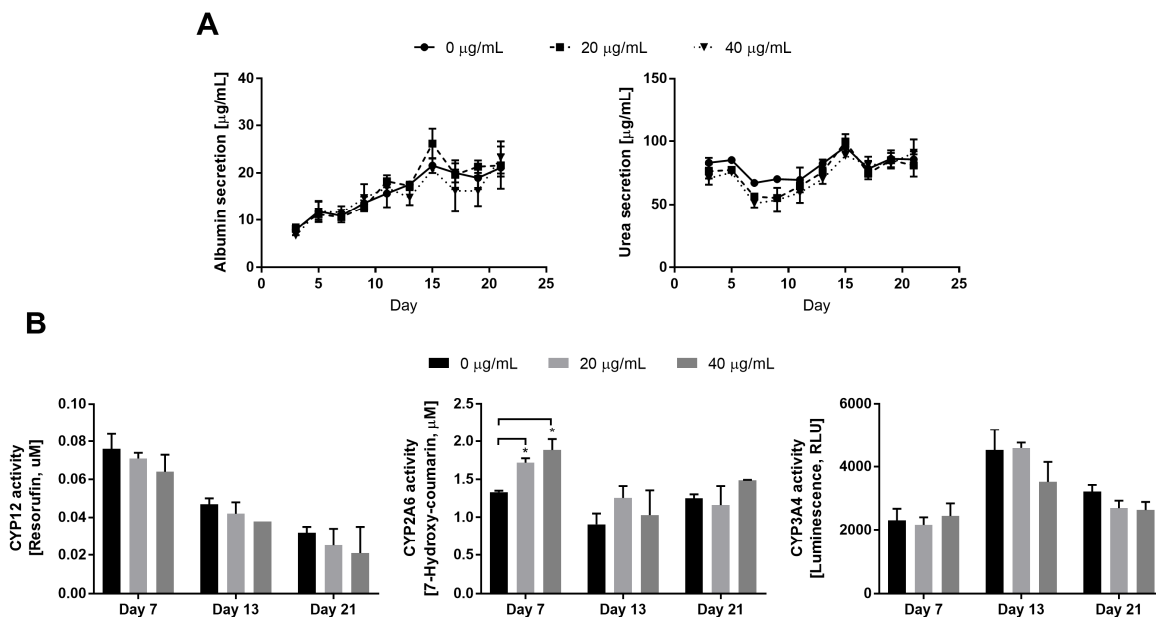 A
0 μg/mL 20 μg/mL 40 μg/mL
Albumin secretion [μg/mL]
40
30
20
10
0
0 5 10 15 20 25
Day
Urea secretion [μg/mL]
150
100
50
0
0 5 10 15 20 25
Day
B
0 μg/mL 20 μg/mL 40 μg/mL
CYP12 activity
[Resorufin, uM]
0.10
0.08
0.06
0.04
0.02
0.00
Day 7 Day 13 Day 21
CYP2A6 activity
[7-Hydroxy-coumarin, μM]
2.5
2.0
1.5
1.0
0.5
0.0
* *
Day 7 Day 13 Day 21
CYP3A4 activity
[Luminescence, RLU]
6000
4000
2000
0
Day 7 Day 13 Day 21